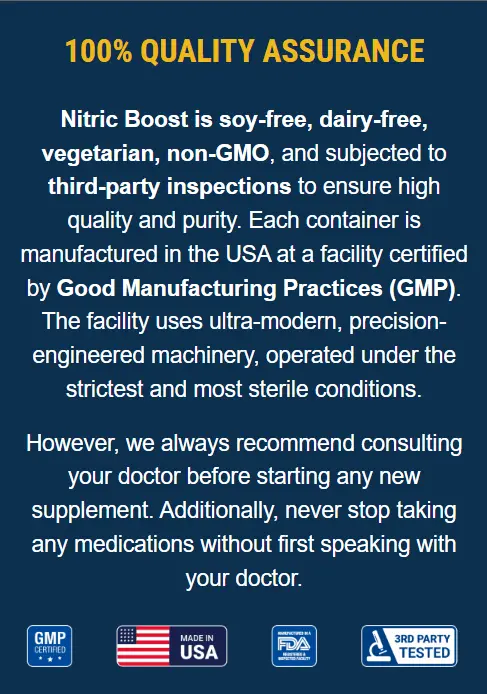 100% QUALITY ASSURANCE
Nitric Boost is soy-free, dairy-free,
vegetarian, non-GMO, and subjected to
third-party inspections to ensure high
quality and purity. Each container is
manufactured in the USA at a facility certified
by Good Manufacturing Practices (GMP).
The facility uses ultra-modern, precision-
engineered machinery, operated under the
strictest and most sterile conditions.
However, we always recommend consulting
your doctor before starting any new
supplement. Additionally, never stop taking
any medications without first speaking with
your doctor.
GMP
CERTIFIED
MADE IN
USA
MANUFACTURED IN A
FDA
REGISTERED &
INSPECTED FACILITY
3RD PARTY
TESTED